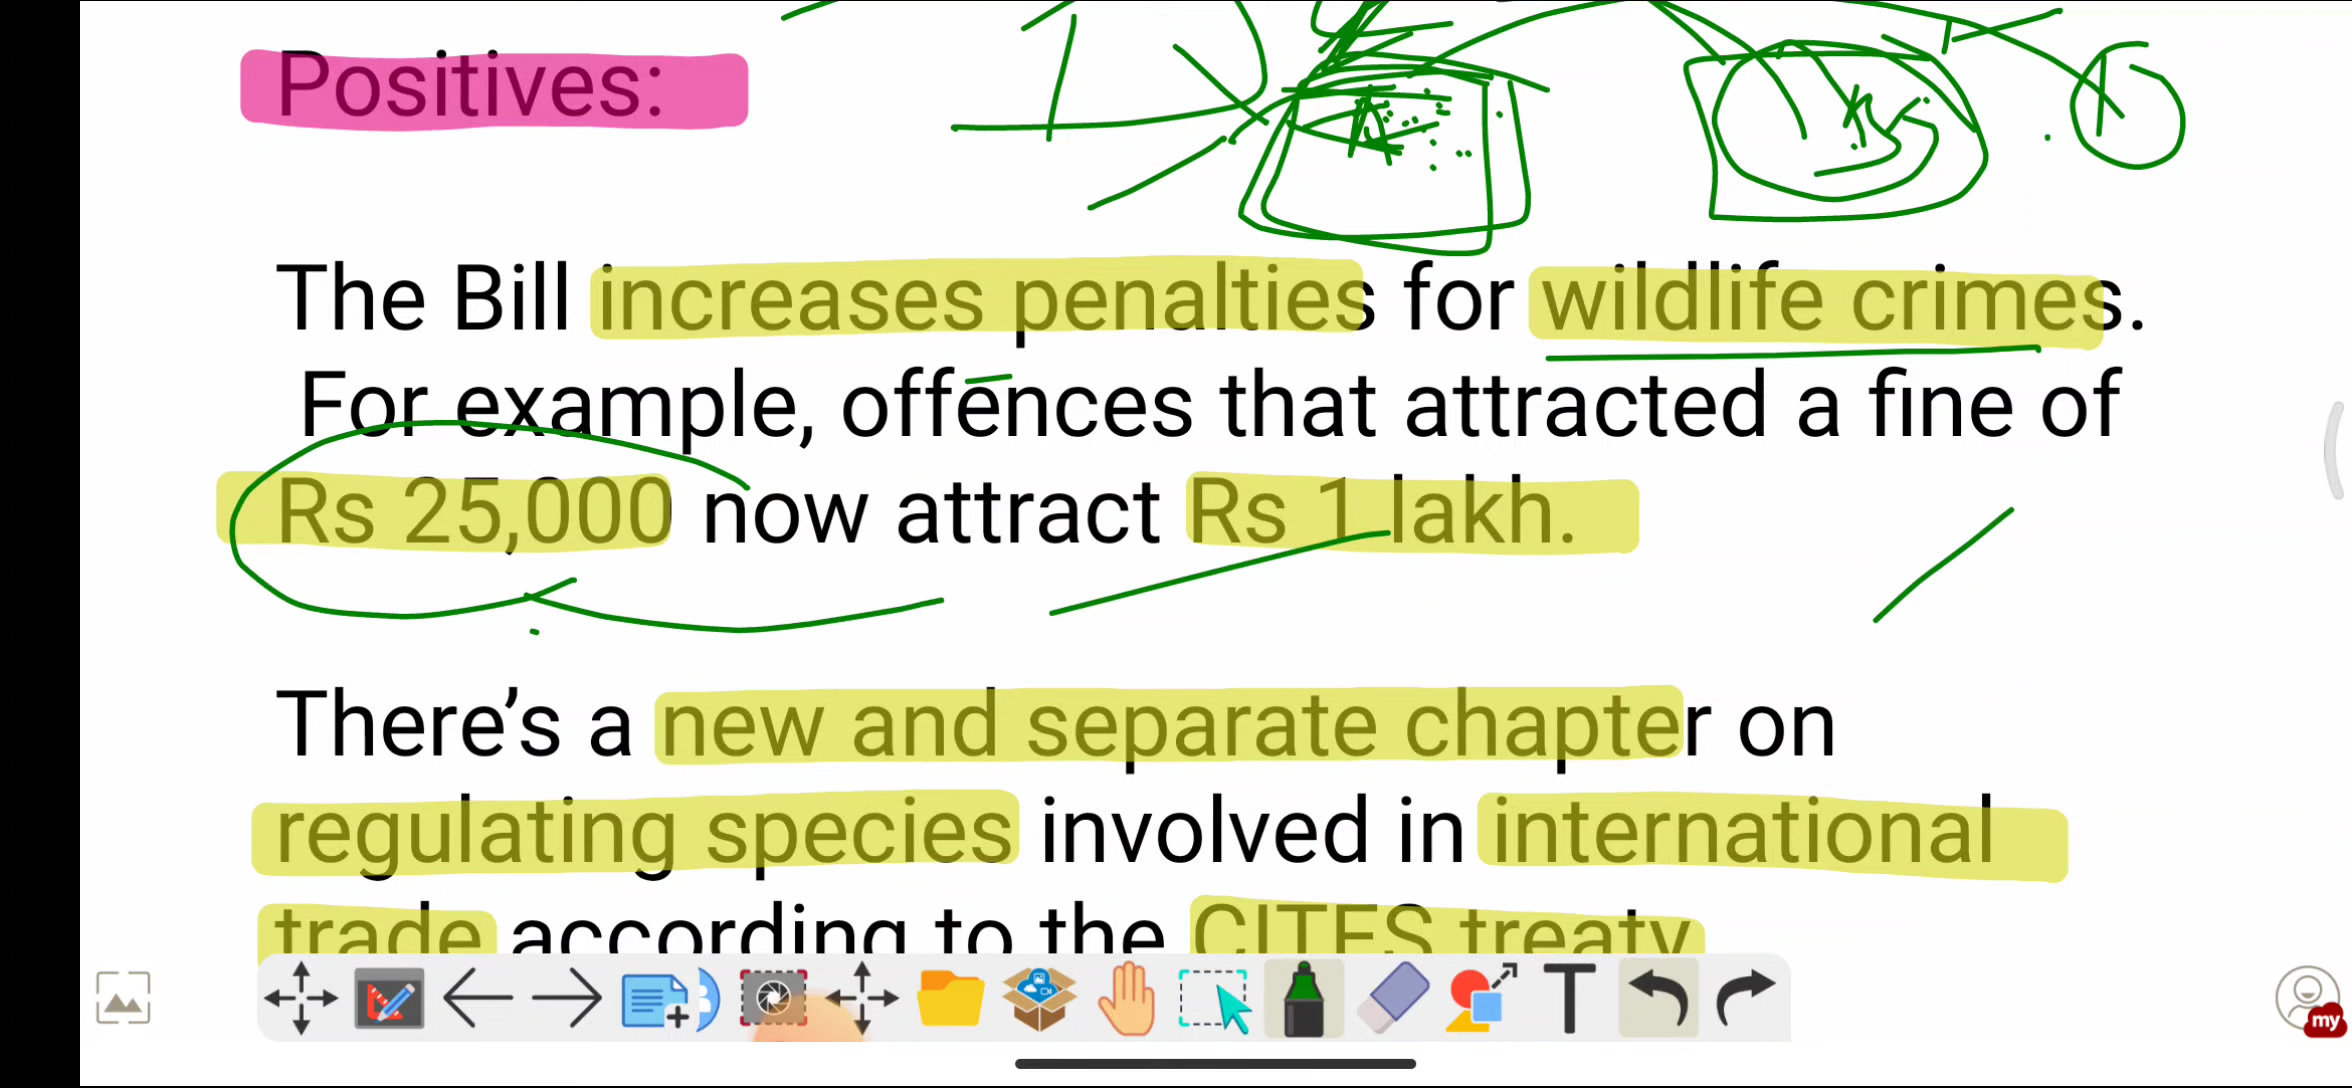 Positives:
The Bill increases penalties for wildlife crimes.
For example, offences that attracted a fine of
Rs 25,000 now attract Rs 1 lakh.
There’s a new and separate chapter on
regulating species involved in international
trade according to the CITES treaty
T
my